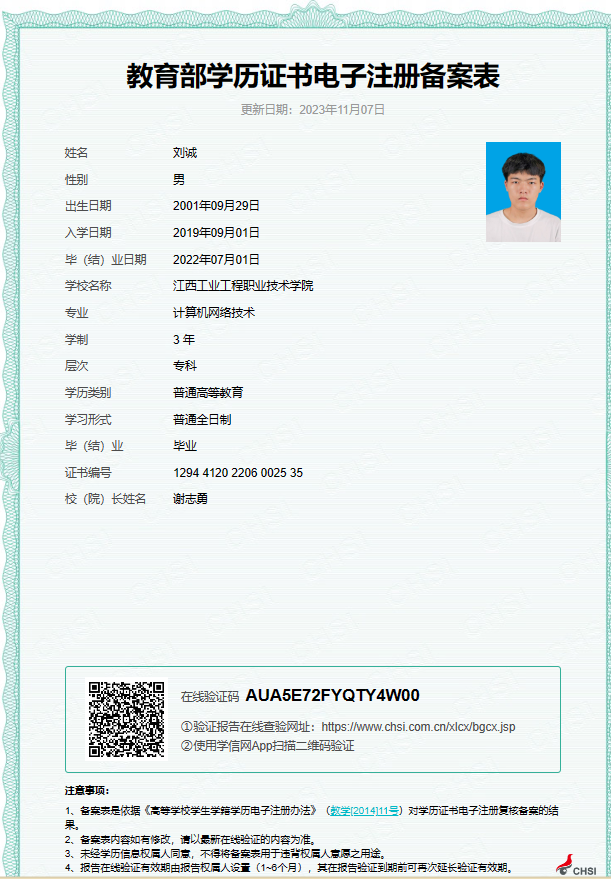 教育部学历证书电子注册备案表
更新日期：2023年11月07日
姓名 刘诚
性别 男
出生日期 2001年09月29日
入学日期 2019年09月01日
毕（结）业日期 2022年07月01日
学校名称 江西工业工程职业技术学院
专业 计算机网络技术
学制 3 年
层次 专科
学历类别 普通高等教育
学习形式 普通全日制
毕（结）业 毕业
证书编号 1294 4120 2206 0025 35
校（院）长姓名 谢志勇
在线验证码 AUA5E72FYQTY4W00
①验证报告在线查验网址：https://www.chsi.com.cn/xlcx/bgcx.jsp
②使用学信网App扫描二维码验证
注意事项：
1、备案表是依据《高等学校学生学籍学历电子注册办法》（教学[2014]11号）对学历证书电子注册复核备案的结
果。
2、备案表内容如有修改，请以最新在线验证的内容为准。
3、未经学历信息权属人同意，不得将备案表用于违背权属人意愿之用途。
4、报告在线验证有效期由报告权属人设置（1~6个月），其在报告验证到期前可再次延长验证有效期。
CHSI